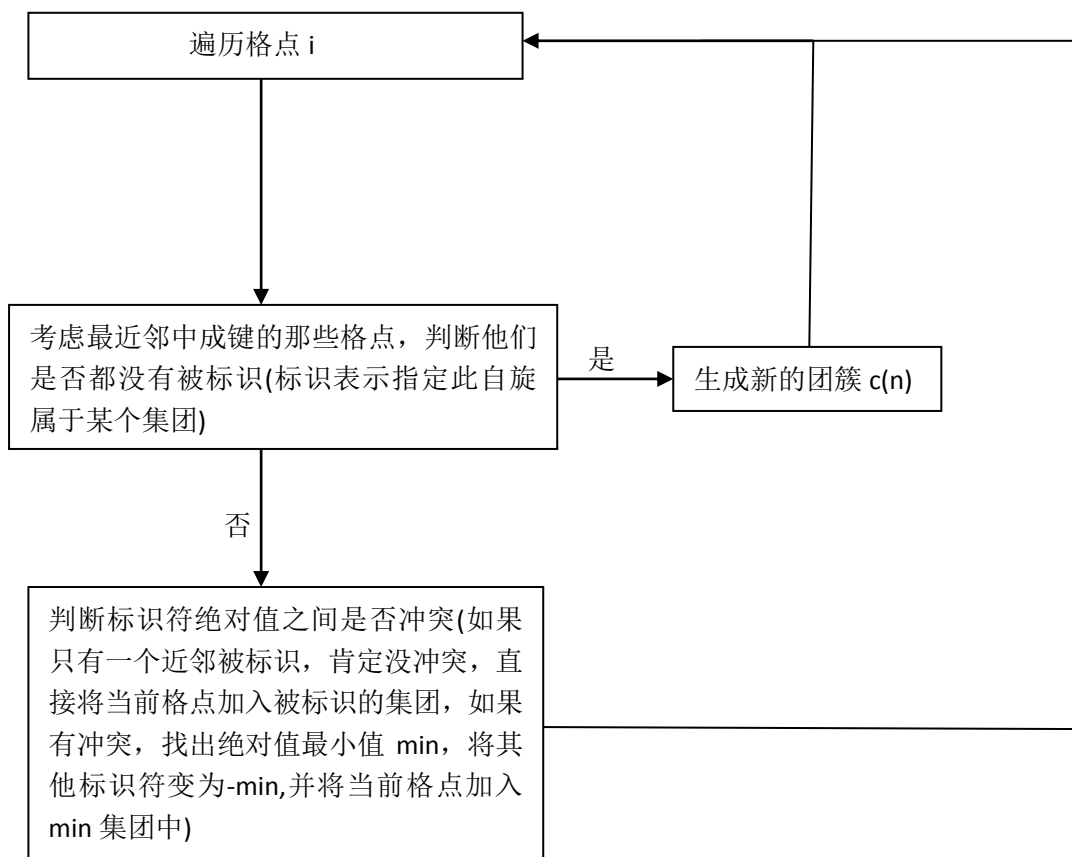 遍历格点 i
考虑最近邻中成键的那些格点，判断他们
是否都没有被标识(标识表示指定此自旋
属于某个集团)
是
生成新的团簇 c(n)
否
判断标识符绝对值之间是否冲突(如果
只有一个近邻被标识，肯定没冲突，直
接将当前格点加入被标识的集团，如果
有冲突，找出绝对值最小值 min，将其
他标识符变为-min,并将当前格点加入
min 集团中)